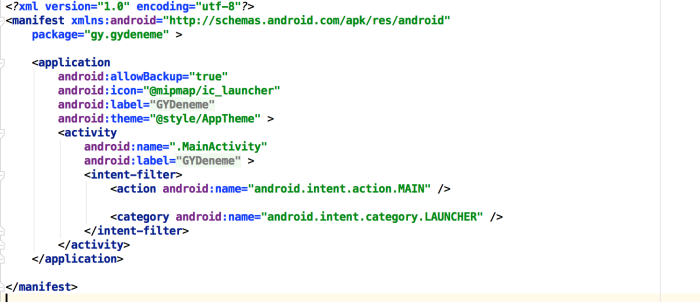 <?xml version="1.0" encoding="utf-8"?>
<manifest xmlns:android="http://schemas.android.com/apk/res/android"
    package="gy.gydeneme" >

    <application
        android:allowBackup="true"
        android:icon="@mipmap/ic_launcher"
        android:label="GYDeneme"
        android:theme="@style/AppTheme" >
        <activity
            android:name=".MainActivity"
            android:label="GYDeneme" >
            <intent-filter>
                <action android:name="android.intent.action.MAIN" />

                <category android:name="android.intent.category.LAUNCHER" />
            </intent-filter>
        </activity>
    </application>

</manifest>